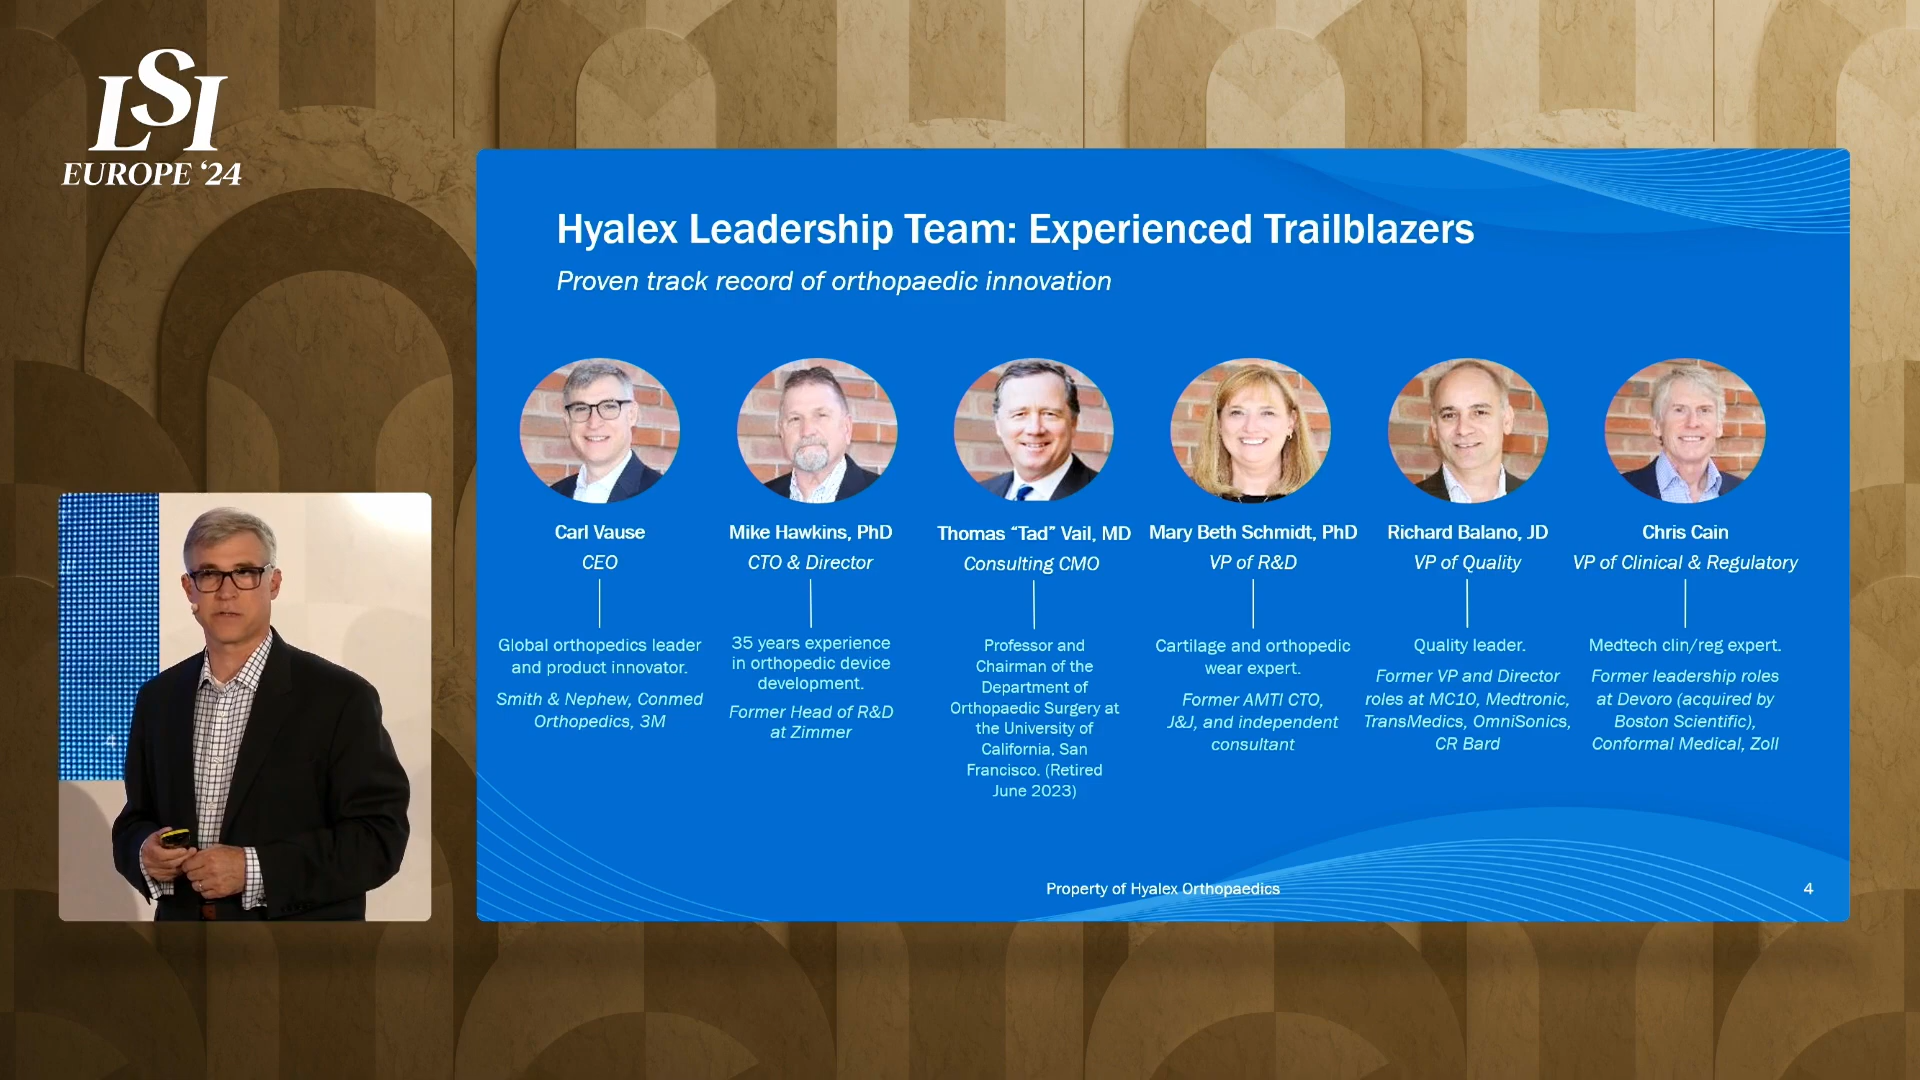 LSI
EUROPE ‘24
Hyalex Leadership Team: Experienced Trailblazers
Proven track record of orthopaedic innovation
Carl Vause
CEO
Global orthopedics leader
and product innovator.
Smith & Nephew, Conmed
Orthopedics, 3M
Mike Hawkins, PhD
CTO & Director
35 years experience
in orthopedic device
development.
Former Head of R&D
at Zimmer
Thomas “Tad” Vail, MD
Consulting CMO
Professor and
Chairman of the
Department of
Orthopaedic Surgery at
the University of
California, San
Francisco. (Retired
June 2023)
Mary Beth Schmidt, PhD
VP of R&D
Cartilage and orthopedic
wear expert.
Former AMTI CTO,
J&J, and independent
consultant
Richard Balano, JD
VP of Quality
Quality leader.
Former VP and Director
roles at MC10, Medtronic,
TransMedics, OmniSonics,
CR Bard
Chris Cain
VP of Clinical & Regulatory
Medtech clin/reg expert.
Former leadership roles
at Devoro (acquired by
Boston Scientific),
Conformal Medical, Zoll
Property of Hyalex Orthopaedics
4
4